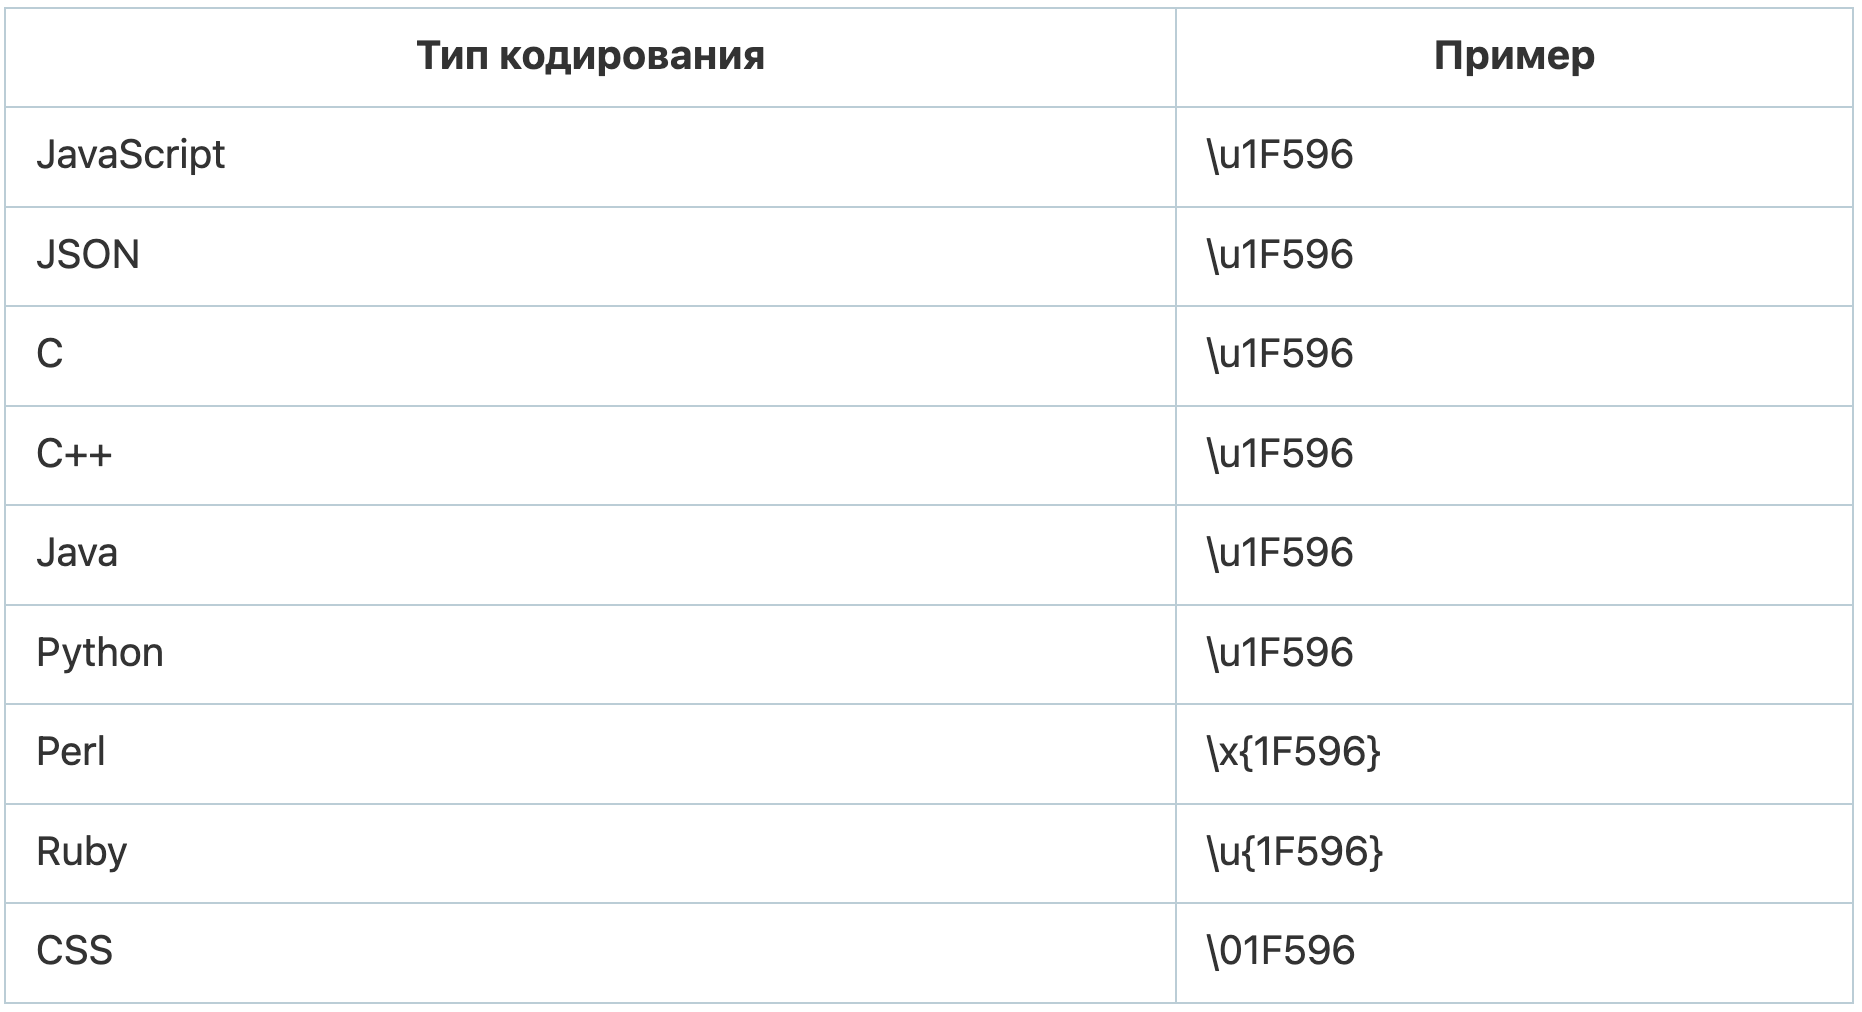 Тип кодирования Пример
JavaScript \u1F596
JSON \u1F596
C \u1F596
C++ \u1F596
Java \u1F596
Python \u1F596
Perl \x{1F596}
Ruby \u{1F596}
CSS \01F596